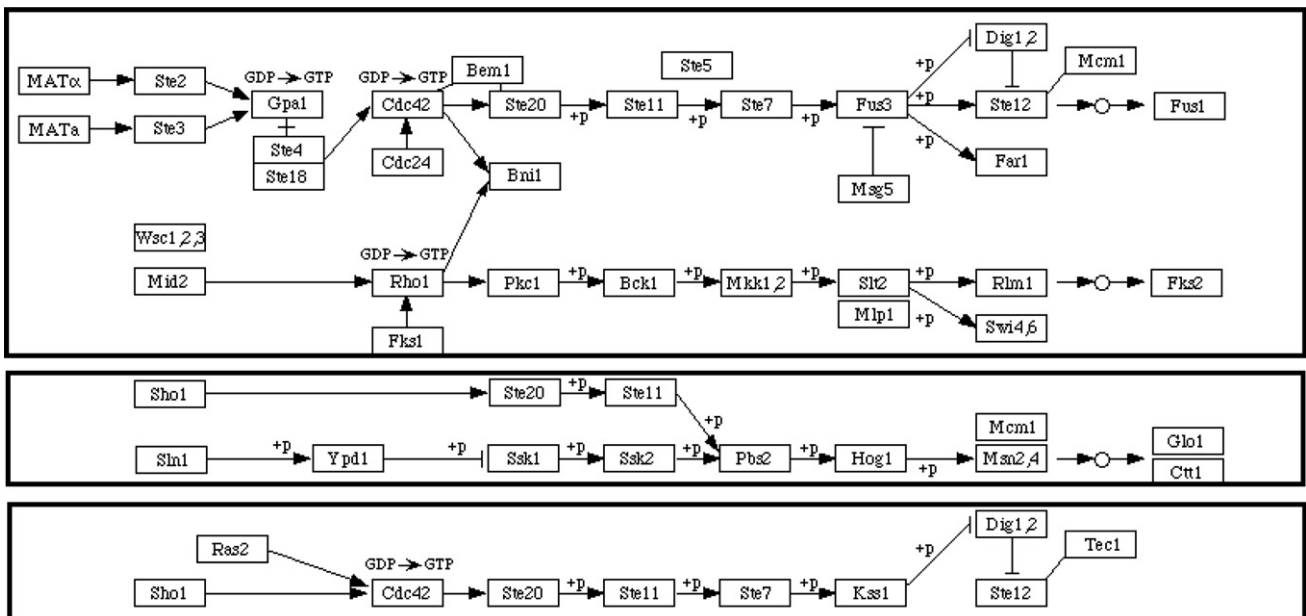 Dig1,2
+p
Mcm1
Ste5
Bem1
GDP → GTP
GDP → GTP
MATα
Ste2
Gpa1
Cdc42
Ste20
+p
Ste11
+p
Ste7
+p
Fus3
+p
Ste12
Fus1
MATa
Ste3
Ste4
Ste18
Cdc24
Bni1
+p
Far1
Msg5
Wsc1,2,3
GDP → GTP
Mid2
Rho1
Pkc1
+p
Bck1
+p
Mkk1,2
+p
Slt2
+p
Rlm1
Fks2
Mlp1
+p
Swi4,6
Fks1
Sho1
Ste20
+p
Ste11
+p
Mcm1
Glo1
Sln1
+p
Ypd1
+p
Ssk1
+p
Ssk2
+p
Pbs2
+p
Hog1
+p
Msn2,4
Ctt1
Dig1,2
Ras2
GDP → GTP
+p
Tec1
Sho1
Cdc42
Ste20
+p
Ste11
+p
Ste7
+p
Kss1
Ste12